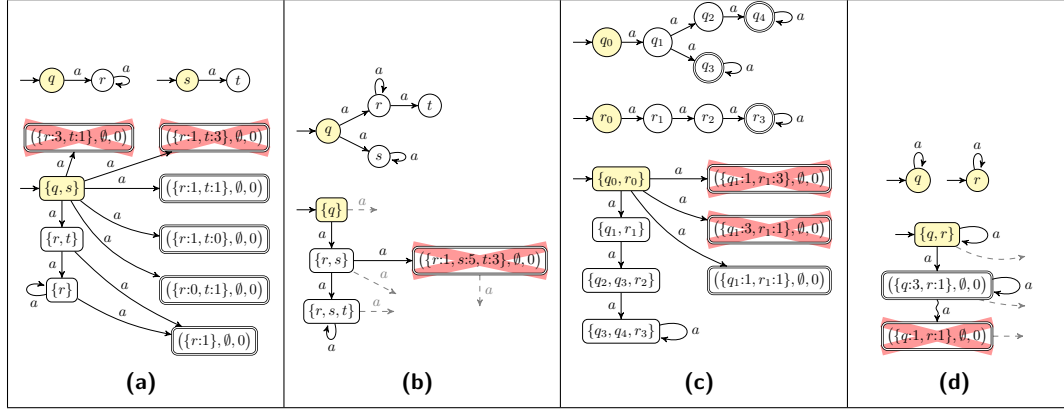 q a r a
s a t
({r:3, t:1}, ∅, 0)
({r:1, t:3}, ∅, 0)
a a
{q, s} a ({r:1, t:1}, ∅, 0)
a a
{r, t} ({r:1, t:0}, ∅, 0)
a a
{r} ({r:0, t:1}, ∅, 0)
a a
({r:1}, ∅, 0)
(a)
a
r a t
a
q
a
s a
{q} a
a
{r, s} a ({r:1, s:5, t:3}, ∅, 0)
a a a
{r, s, t} a
a
(b)
q2 a q4 a
a
q0 a q1
a
q3 a
r0 a r1 a r2 a r3
{q0, r0} a ({q1:1, r1:3}, ∅, 0)
a a
{q1, r1} ({q1:3, r1:1}, ∅, 0)
a a
{q2, q3, r2} ({q1:1, r1:1}, ∅, 0)
a
{q3, q4, r3} a
(c)
a a
q r
{q, r} a
a
({q:3, r:1}, ∅, 0) a
a
({q:1, r:1}, ∅, 0)
(d)